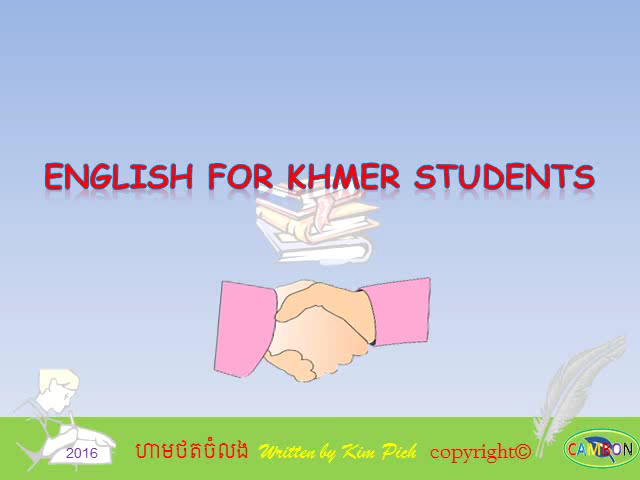 ENGLISH FOR KHMER STUDENTS
2016 ហាមថតចំលង Written by Kim Pich copyright© CAMBON